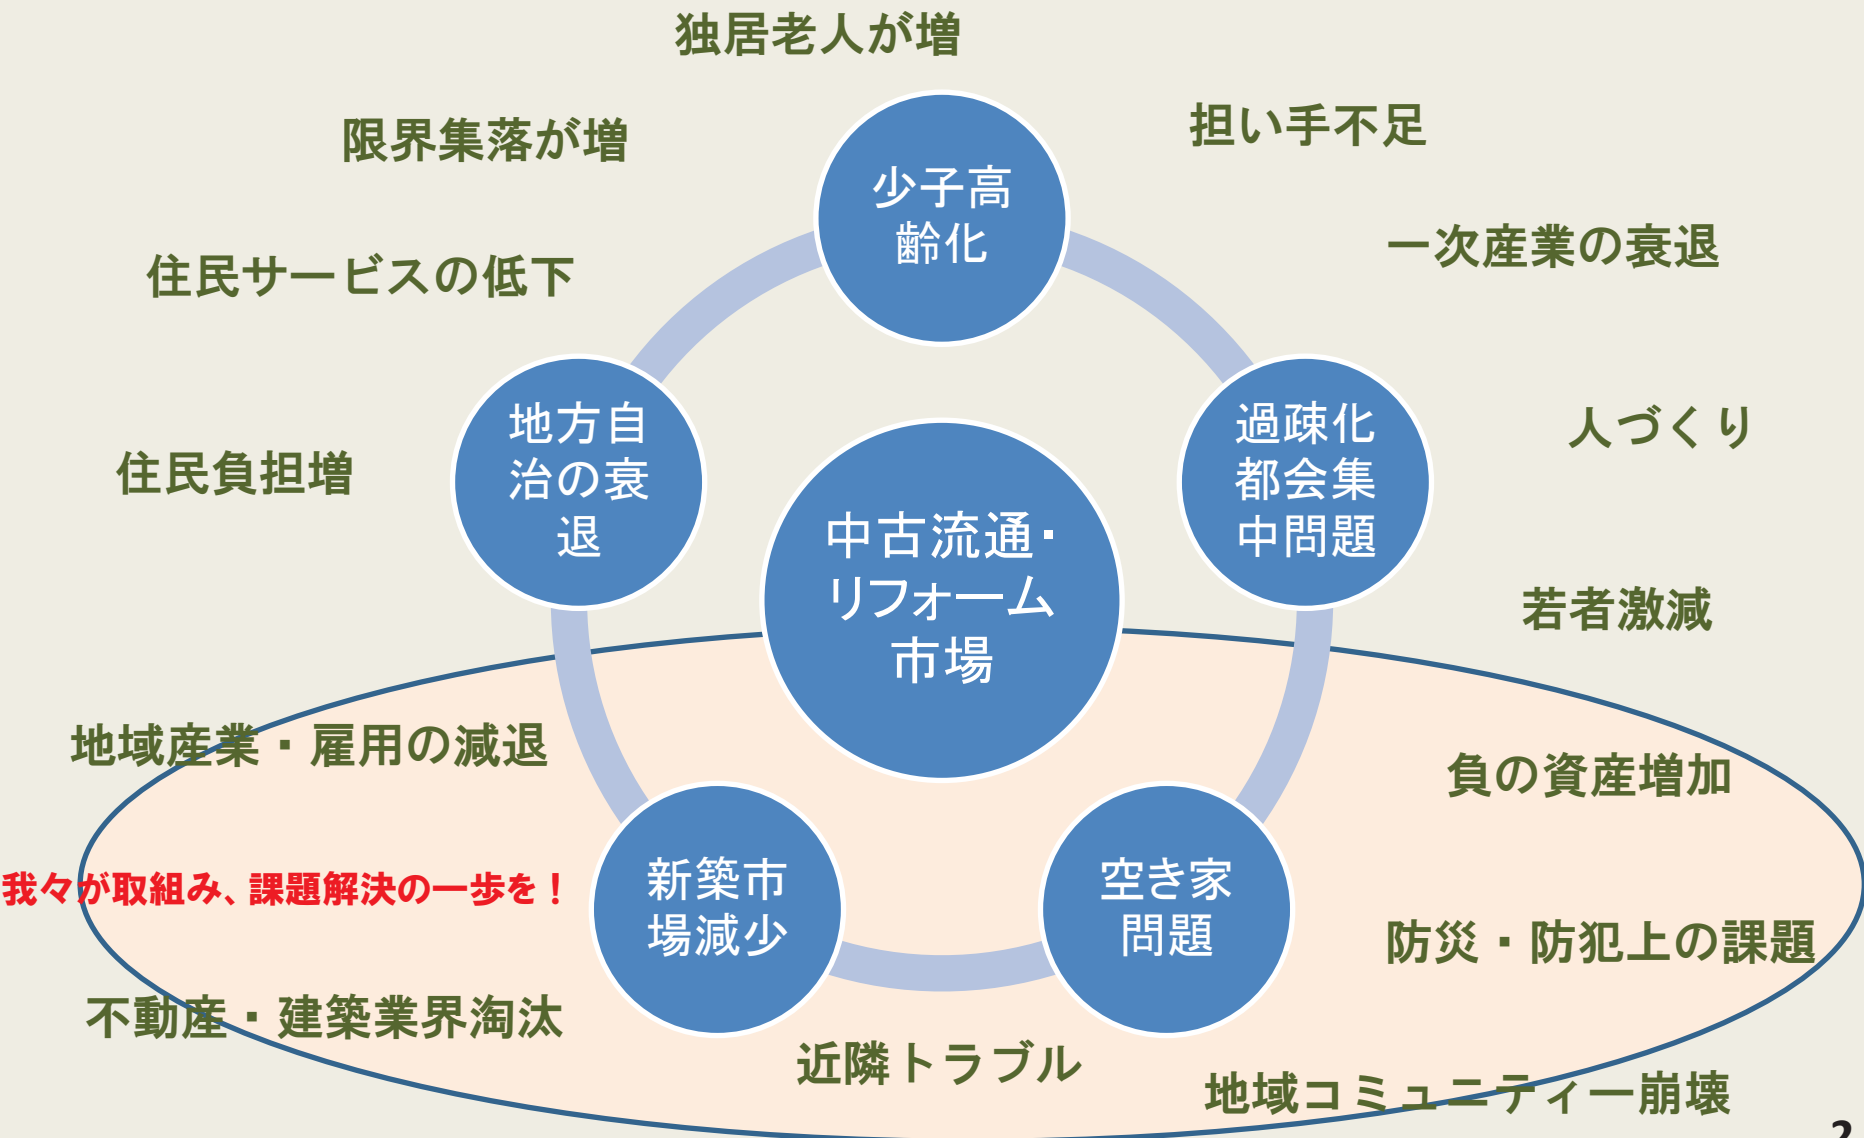 独居老人が増
担い手不足
限界集落が増
少子高
齢化
一次産業の衰退
住民サービスの低下
地方自
治の衰
退
過疎化
都会集
中問題
人づくり
住民負担増
中古流通・
リフォーム
市場
若者激減
地域産業・雇用の減退
負の資産増加
我々が取組み、課題解決の一歩を！
新築市
場減少
空き家
問題
防災・防犯上の課題
不動産・建築業界淘汰
近隣トラブル
地域コミュニティー崩壊
2